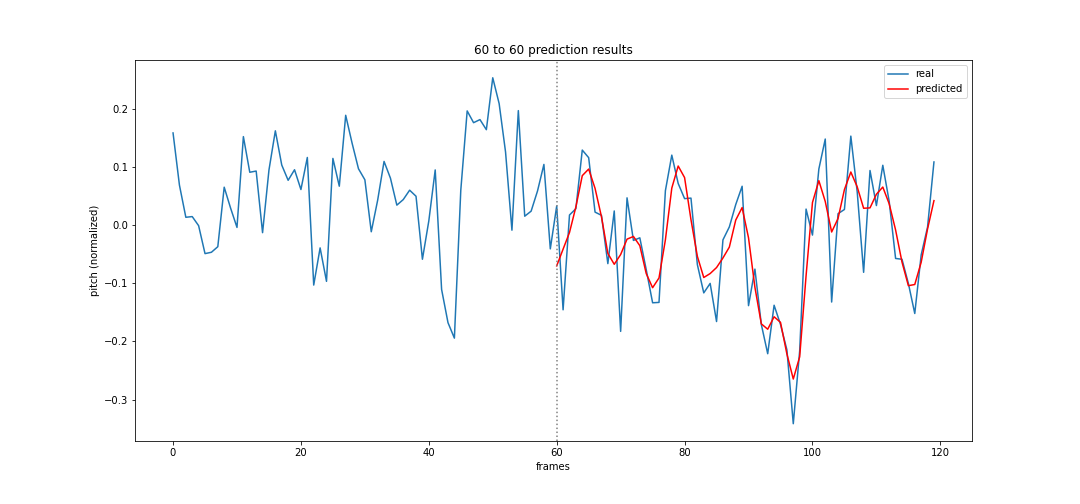 60 to 60 prediction results
real
predicted
pitch (normalized)
0.2
0.1
0.0
−0.1
−0.2
−0.3
0 20 40 60 80 100 120
frames